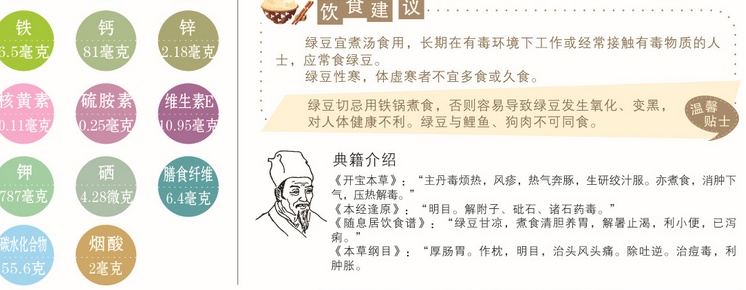 铁
6.5毫克
钙
81毫克
锌
2.18毫克
核黄素
0.11毫克
硫胺素
0.25毫克
维生素E
10.95毫克
钾
787毫克
硒
4.28微克
膳食纤维
6.4毫克
碳水化合物
55.6克
烟酸
2毫克
饮食建议
绿豆宜煮汤食用，长期在有毒环境下工作或经常接触有毒物质的人
士，应常食绿豆。
绿豆性寒，体虚寒者不宜多食或久食。
绿豆切忌用铁锅煮食，否则容易导致绿豆发生氧化、变黑，
对人体健康不利。绿豆与鲤鱼、狗肉不可同食。
温馨
贴士
典籍介绍
《开宝本草》：“主丹毒烦热，风疹，热气奔豚，生研绞汁服。亦煮食，消肿下
气，压热解毒。”
《本经逢原》：“明目。解附子、砒石、诸石药毒。”
《随息居饮食谱》：“绿豆甘凉，煮食清胆养胃，解暑止渴，利小便，已泻
痢。”
《本草纲目》：“厚肠胃。作枕，明目，治头风头痛。除吐逆。治痘毒，利
肿胀。